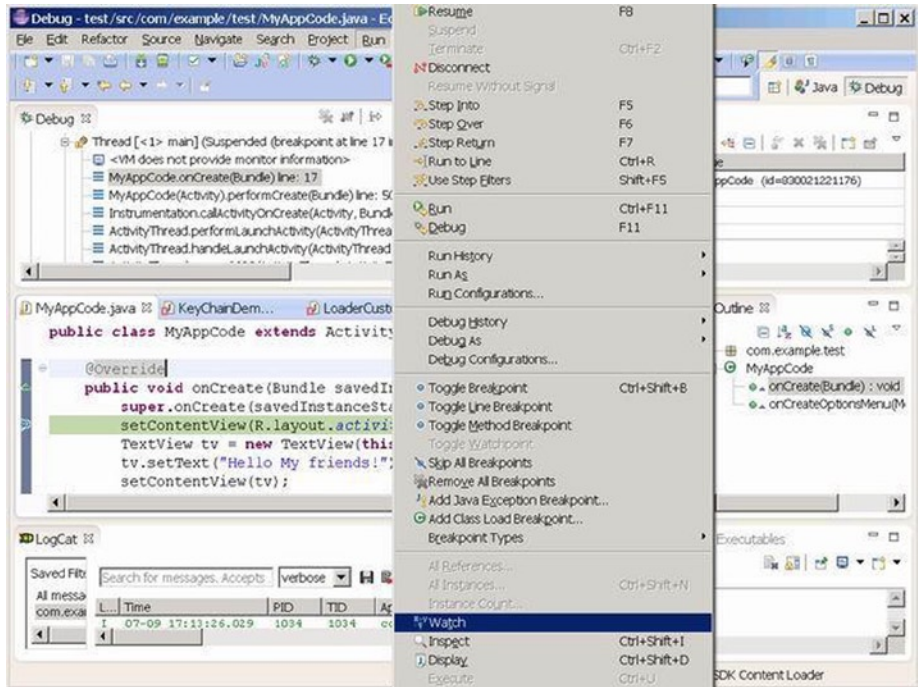 Debug - test/src/com/example/test/MyAppCode.java - Ec
File Edit Refactor Source Navigate Search Project Run
Java Debug
Debug
Thread [<1> main] (Suspended (breakpoint at line 17 i
<VM does not provide monitor information>
MyAppCode.onCreate(Bundle) line: 17
MyAppCode(Activity).performCreate(Bundle) line: 50
Instrumentation.callActivityOnCreate(Activity, Bundl
ActivityThread.performLaunchActivity(ActivityThrea
ActivityThread.handleLaunchActivity(ActivityThread
ppCode (id=830021221176)
MyAppCode.java KeyChainDem... LoaderCusto
public class MyAppCode extends Activity
@Override
public void onCreate(Bundle savedIn
super.onCreate(savedInstanceSta
setContentView(R.layout.activi
TextView tv = new TextView(this
tv.setText("Hello My friends!"
setContentView(tv);
Outline
com.example.test
MyAppCode
onCreate(Bundle) : void
onCreateOptionsMenu(M
LogCat
Saved Filte
All messa
com.exar
Search for messages. Accepts verbose
L... Time PID TID Ap
I 07-09 17:13:26.029 1034 1034 co
Executables
SDK Content Loader
Resume F8
Suspend
Terminate Ctrl+F2
Disconnect
Resume Without Signal
Step Into F5
Step Over F6
Step Return F7
Run to Line Ctrl+R
Use Step Filters Shift+F5
Run Ctrl+F11
Debug F11
Run History
Run As
Run Configurations...
Debug History
Debug As
Debug Configurations...
Toggle Breakpoint Ctrl+Shift+B
Toggle Line Breakpoint
Toggle Method Breakpoint
Toggle Watchpoint
Skip All Breakpoints
Remove All Breakpoints
Add Java Exception Breakpoint...
Add Class Load Breakpoint...
Breakpoint Types
All References...
All Instances... Ctrl+Shift+N
Instance Count...
Watch
Inspect Ctrl+Shift+I
Display Ctrl+Shift+D
Execute Ctrl+U